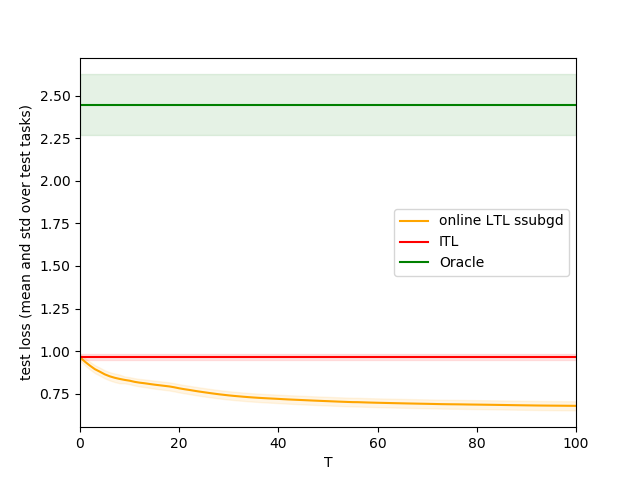 2.50
2.25
2.00
1.75
1.50
1.25
1.00
0.75
test loss (mean and std over test tasks)
online LTL ssubgd
ITL
Oracle
0 20 40 60 80 100
T